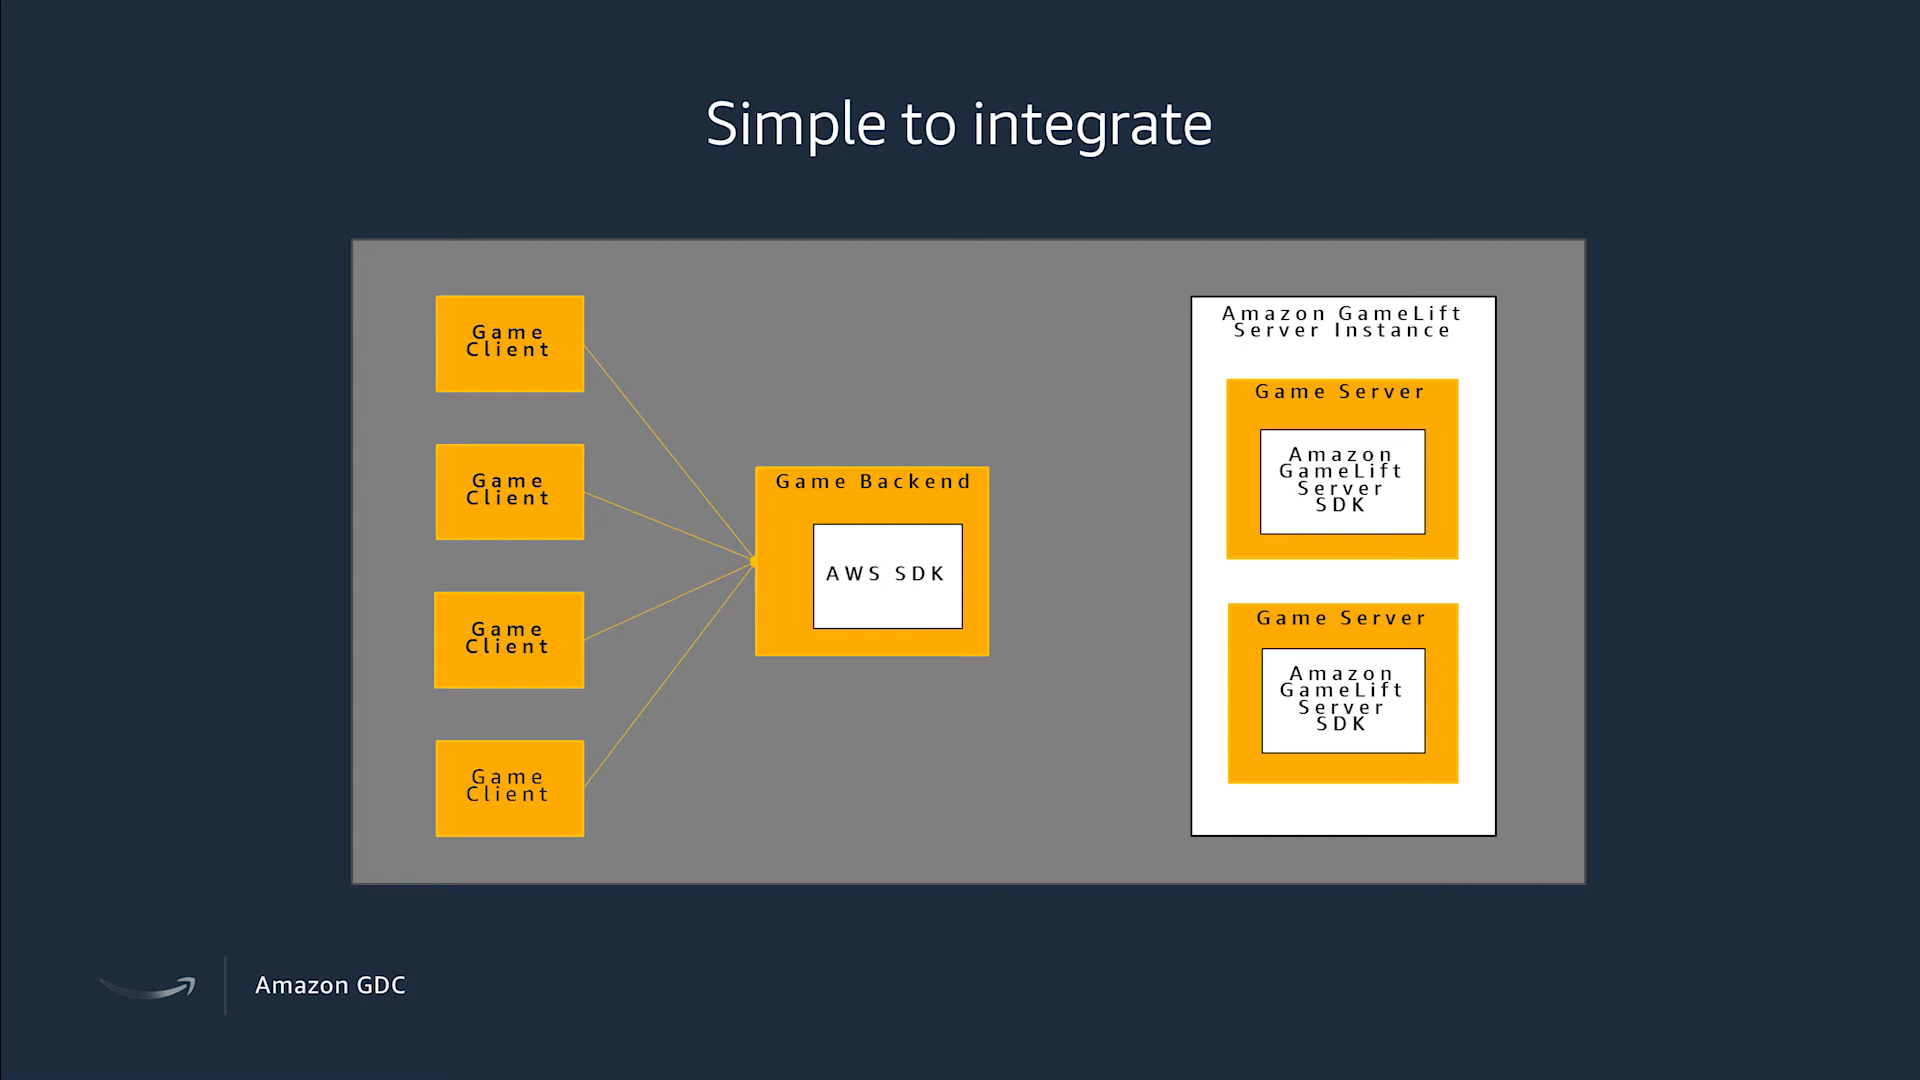 Simple to integrate
Game
Client
Game
Client
Game
Client
Game
Client
Game Backend
AWS SDK
Amazon GameLift
Server Instance
Game Server
Amazon
GameLift
Server
SDK
Game Server
Amazon
GameLift
Server
SDK
Amazon GDC